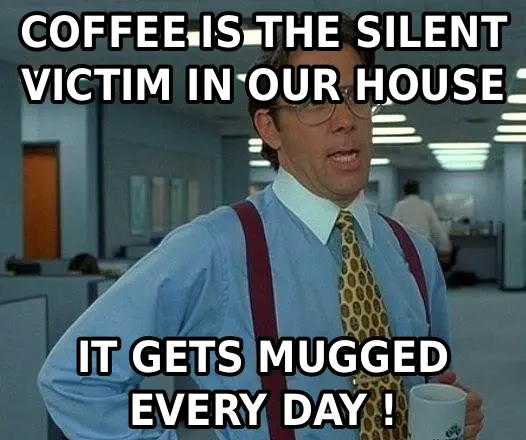 COFFEE IS THE SILENT
VICTIM IN OUR HOUSE
IT GETS MUGGED
EVERY DAY !